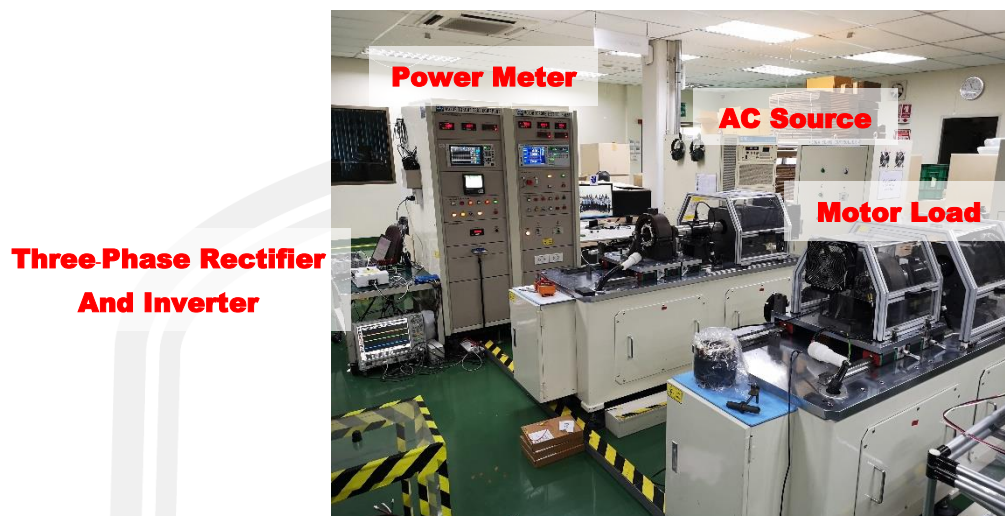 Power Meter
AC Source
Motor Load
Three-Phase Rectifier
And Inverter